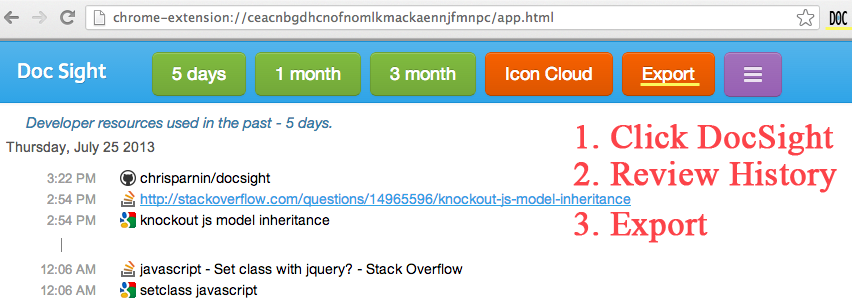 chrome-extension://ceacnbgdhcnofnomlkmackaennjfmnpc/app.html
DOC
Doc Sight
5 days
1 month
3 month
Icon Cloud
Export
Developer resources used in the past - 5 days.
Thursday, July 25 2013
1. Click DocSight
2. Review History
3. Export
3:22 PM chrisparnin/docsight
2:54 PM http://stackoverflow.com/questions/14965596/knockout-js-model-inheritance
2:54 PM knockout js model inheritance
12:06 AM javascript - Set class with jquery? - Stack Overflow
12:06 AM setclass javascript